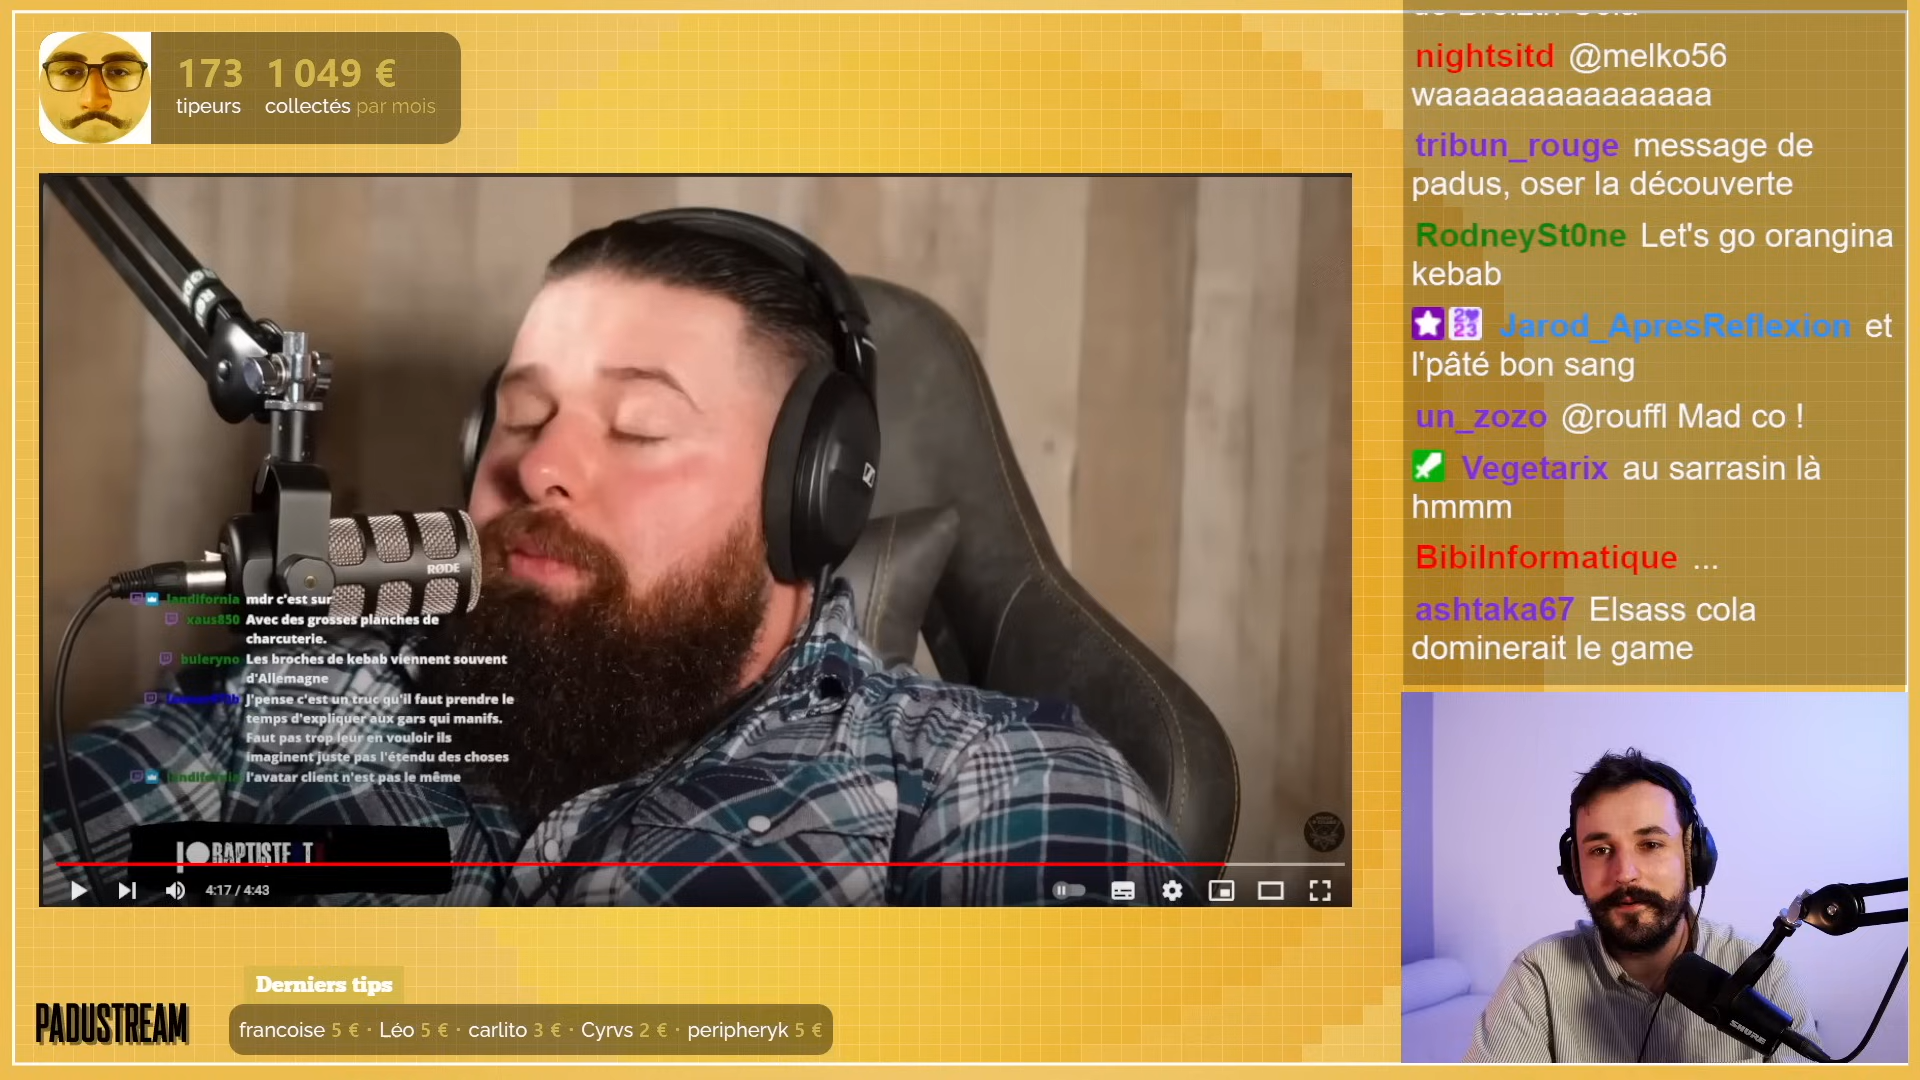 173 1 049 €
tipeurs collectés par mois
nightsitd @melko56
waaaaaaaaaaaaaaa
tribun_rouge message de
padus, oser la découverte
RodneySt0ne Let's go orangina
kebab
Jarod_ApresReflexion et
l'pâté bon sang
un_zozo @rouffl Mad co !
Vegetarix au sarrasin là
hmmm
BibiInformatique ...
ashtaka67 Elsass cola
dominerait le game
RØDE
landifornia mdr c'est sur
xaus850 Avec des grosses planches de
charcuterie.
buleryno Les broches de kebab viennent souvent
d'Allemagne
J'pense c'est un truc qu'il faut prendre le
temps d'expliquer aux gars qui manifs.
Faut pas trop leur en vouloir ils
imaginent juste pas l'étendu des choses
landifornia l'avatar client n'est pas le même
BAPTISTE
4:17 / 4:43
SHURE
Derniers tips
PADUSTREAM
francoise 5 € · Léo 5 € · carlito 3 € · Cyrvs 2 € · peripheryk 5 €